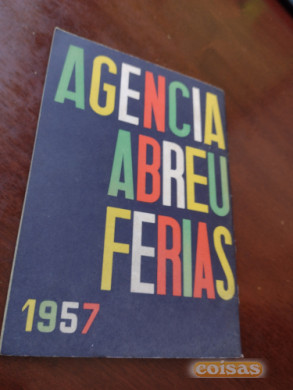 AGENCIA
ABREU
FERIAS
1957
coisas